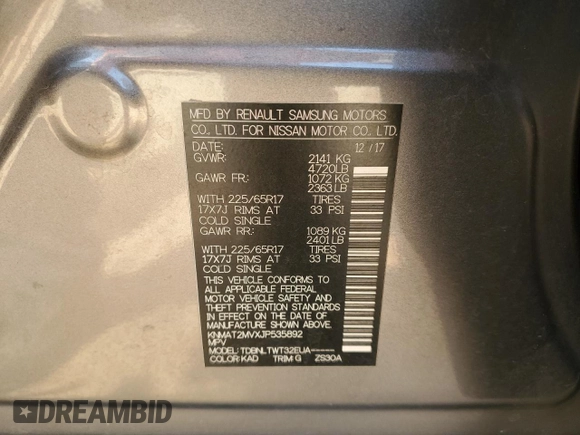 MFD BY RENAULT SAMSUNG MOTORS
CO. LTD. FOR NISSAN MOTOR CO., LTD.
DATE: 12/17
GVWR: 2141 KG
4720LB
GAWR FR: 1072 KG
2363LB
WITH 225/65R17 TIRES
17X7J RIMS AT 33 PSI
COLD SINGLE
GAWR RR: 1089 KG
2401LB
WITH 225/65R17 TIRES
17X7J RIMS AT 33 PSI
COLD SINGLE
THIS VEHICLE CONFORMS TO
ALL APPLICABLE FEDERAL
MOTOR VEHICLE SAFETY AND
THEFT PREVENTION STANDARDS
IN EFFECT ON THE DATE OF
MANUFACTURE SHOWN ABOVE.
KNMAT2MVXJP535892
MPV
MODEL: TDBNLTWT32EUA-----
COLOR:KAD TRIM G ZS30A
DREAMBID